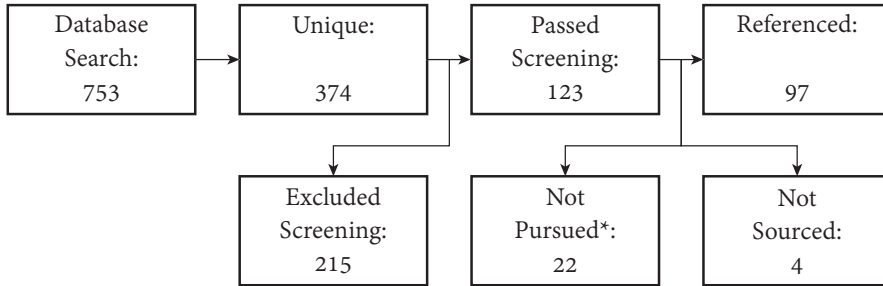 Database
Search:
753
Unique:
374
Passed
Screening:
123
Referenced:
97
Excluded
Screening:
215
Not
Pursued*:
22
Not
Sourced:
4